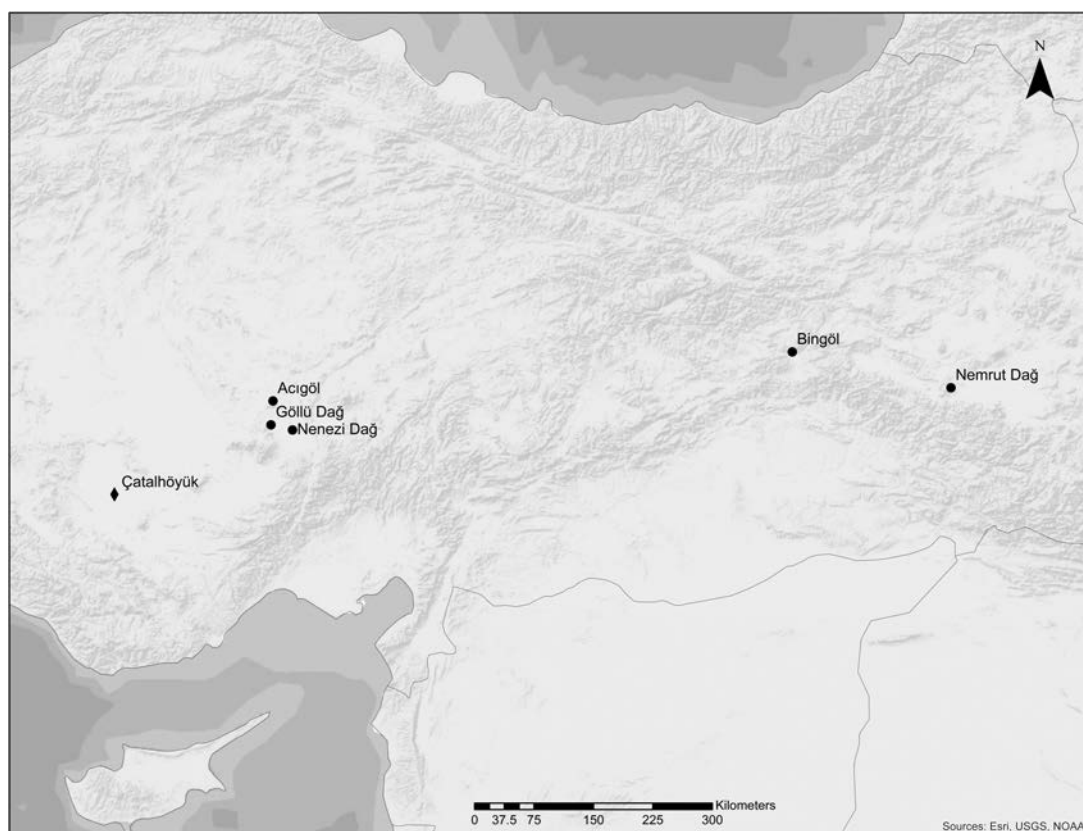 N
Bingöl
Nemrut Dağ
Acıgöl
Göllü Dağ
Nenezi Dağ
Çatalhöyük
Kilometers
0 37.5 75 150 225 300
Sources: Esri, USGS, NOAA